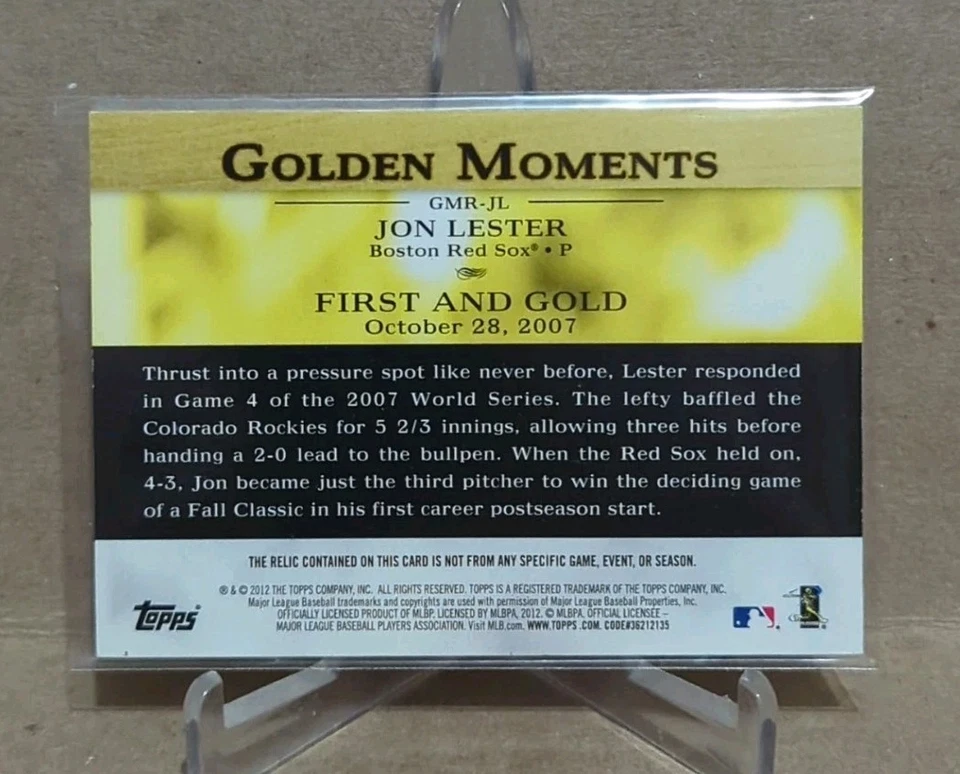 GOLDEN MOMENTS
GMR-JL
JON LESTER
Boston Red Sox® • P
FIRST AND GOLD
October 28, 2007
Thrust into a pressure spot like never before, Lester responded
in Game 4 of the 2007 World Series. The lefty baffled the
Colorado Rockies for 5 2/3 innings, allowing three hits before
handing a 2-0 lead to the bullpen. When the Red Sox held on,
4-3, Jon became just the third pitcher to win the deciding game
of a Fall Classic in his first career postseason start.
THE RELIC CONTAINED ON THIS CARD IS NOT FROM ANY SPECIFIC GAME, EVENT, OR SEASON.
® & © 2012 THE TOPPS COMPANY, INC. ALL RIGHTS RESERVED. TOPPS IS A REGISTERED TRADEMARK OF THE TOPPS COMPANY, INC.
Major League Baseball trademarks and copyrights are used with permission of Major League Baseball Properties, Inc.
OFFICIALLY LICENSED PRODUCT OF MLBP. LICENSED BY MLBPA, 2012. © MLBPA, OFFICIAL LICENSEE –
MAJOR LEAGUE BASEBALL PLAYERS ASSOCIATION. Visit MLB.com. WWW.TOPPS.COM. CODE#36212135
Topps®